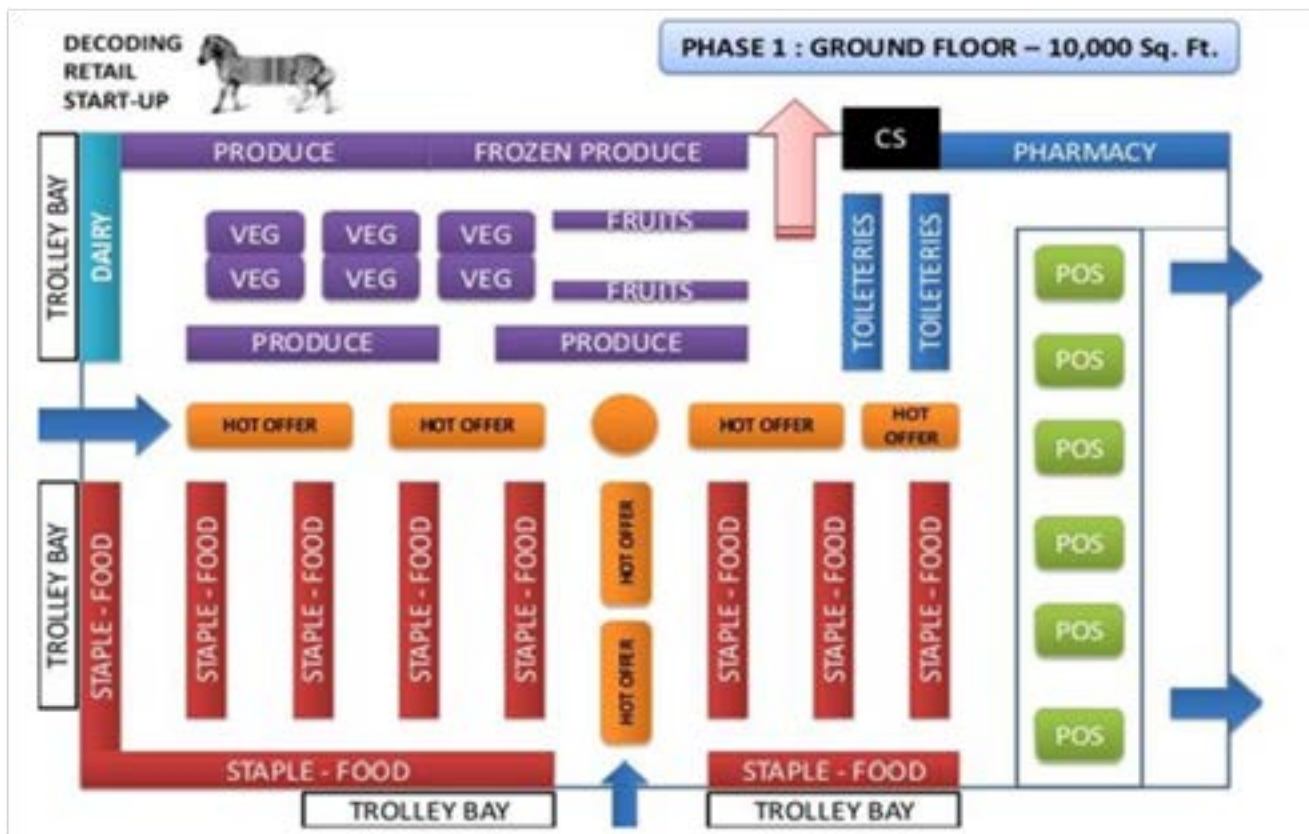 DECODING
RETAIL
START-UP
PHASE 1 : GROUND FLOOR – 10,000 Sq. Ft.
TROLLEY BAY
DAIRY
PRODUCE
FROZEN PRODUCE
CS
PHARMACY
VEG
VEG
VEG
FRUITS
VEG
VEG
VEG
FRUITS
PRODUCE
PRODUCE
TOILETERIES
TOILETERIES
POS
POS
POS
POS
POS
POS
HOT OFFER
HOT OFFER
HOT OFFER
HOT
OFFER
TROLLEY BAY
STAPLE - FOOD
STAPLE - FOOD
STAPLE - FOOD
STAPLE - FOOD
STAPLE - FOOD
HOT OFFER
HOT OFFER
STAPLE - FOOD
STAPLE - FOOD
STAPLE - FOOD
STAPLE - FOOD
STAPLE - FOOD
TROLLEY BAY
TROLLEY BAY